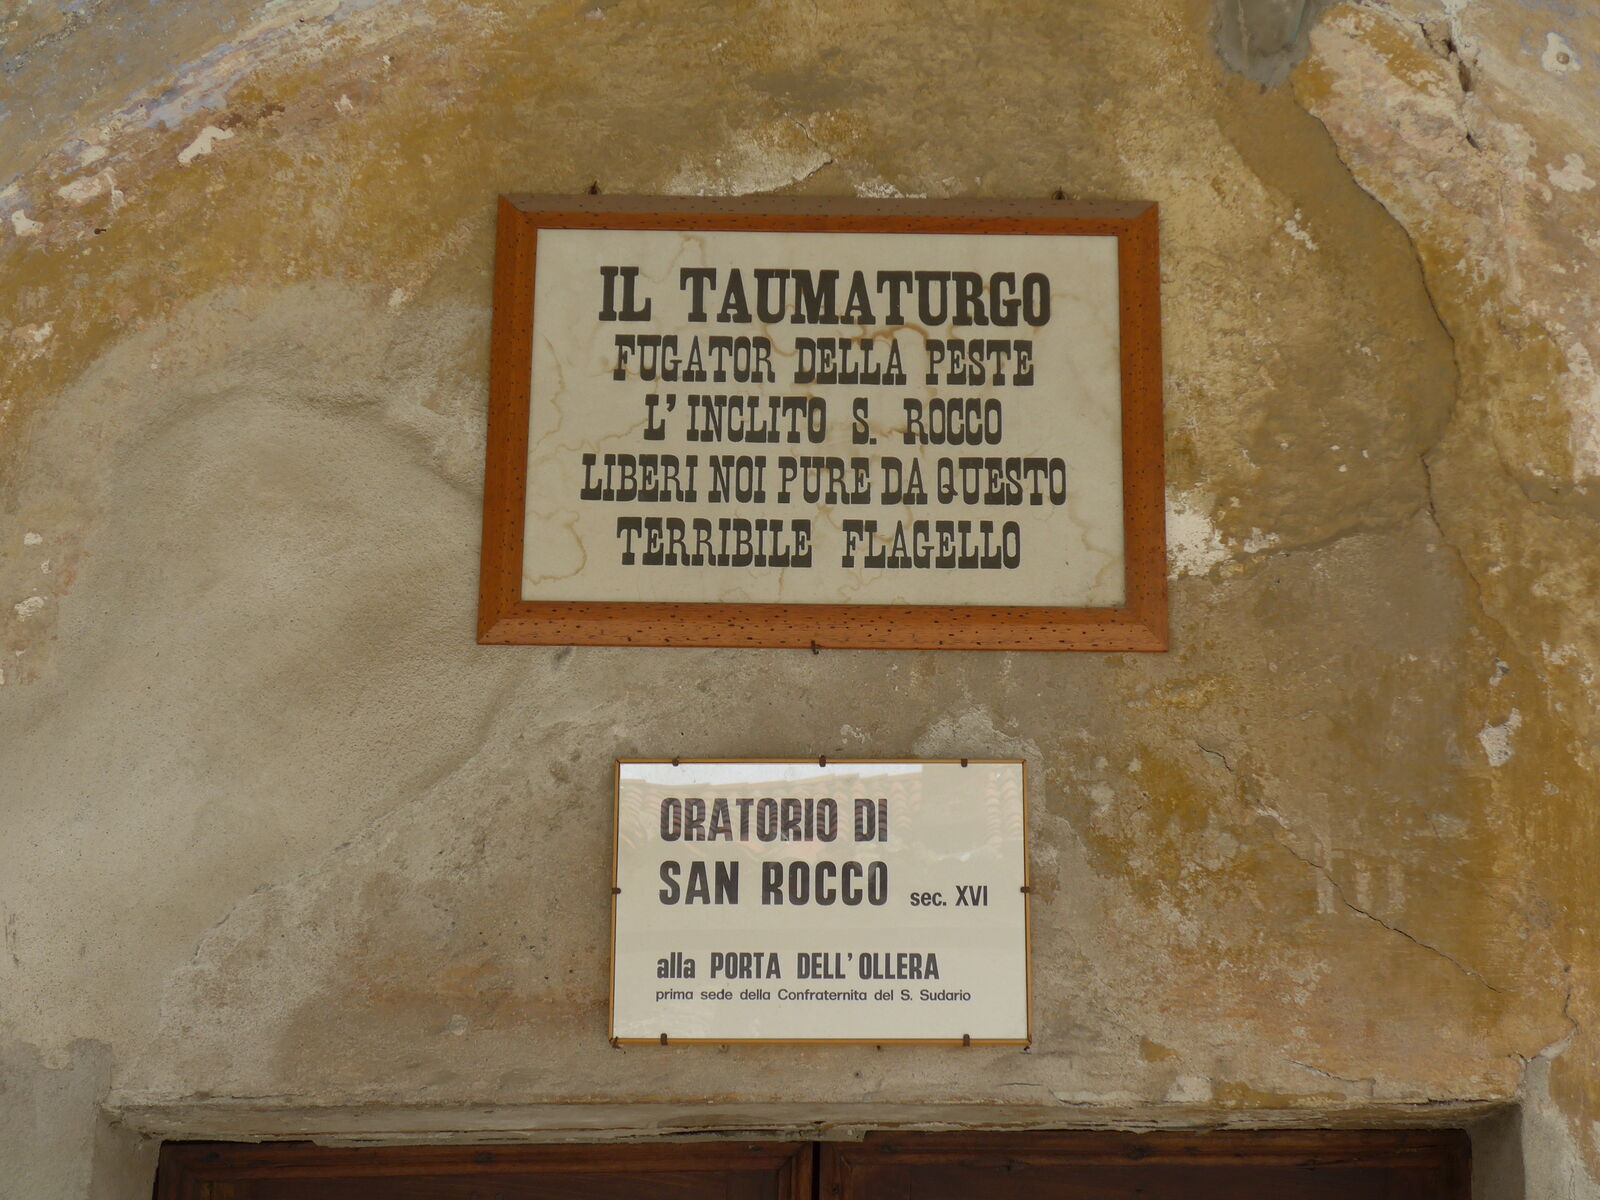 IL TAUMATURGO
FUGATOR DELLA PESTE
L' INCLITO S. ROCCO
LIBERI NOI PURE DA QUESTO
TERRIBILE FLAGELLO
ORATORIO DI
SAN ROCCO sec. XVI
alla PORTA DELL' OLLERA
prima sede della Confraternita del S. Sudario